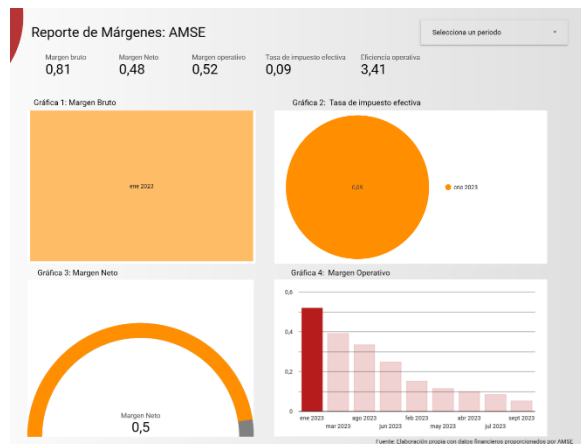 Reporte de Márgenes: AMSE
Selecciona un periodo
Margen bruto
0,81
Margen Neto
0,48
Margen operativo
0,52
Tasa de impuesto efectiva
0,09
Eficiencia operativa
3,41
Gráfica 1: Margen Bruto
ene 2023
Gráfica 2: Tasa de impuesto efectiva
0,09
ene 2023
Gráfica 3: Margen Neto
Margen Neto
0,5
Gráfica 4: Margen Operativo
0,6
0,4
0,2
0
ene 2023
mar 2023
ago 2023
jun 2023
feb 2023
may 2023
abr 2023
jul 2023
sept 2023
Fuente: Elaboración propia con datos financieros proporcionados por AMSE